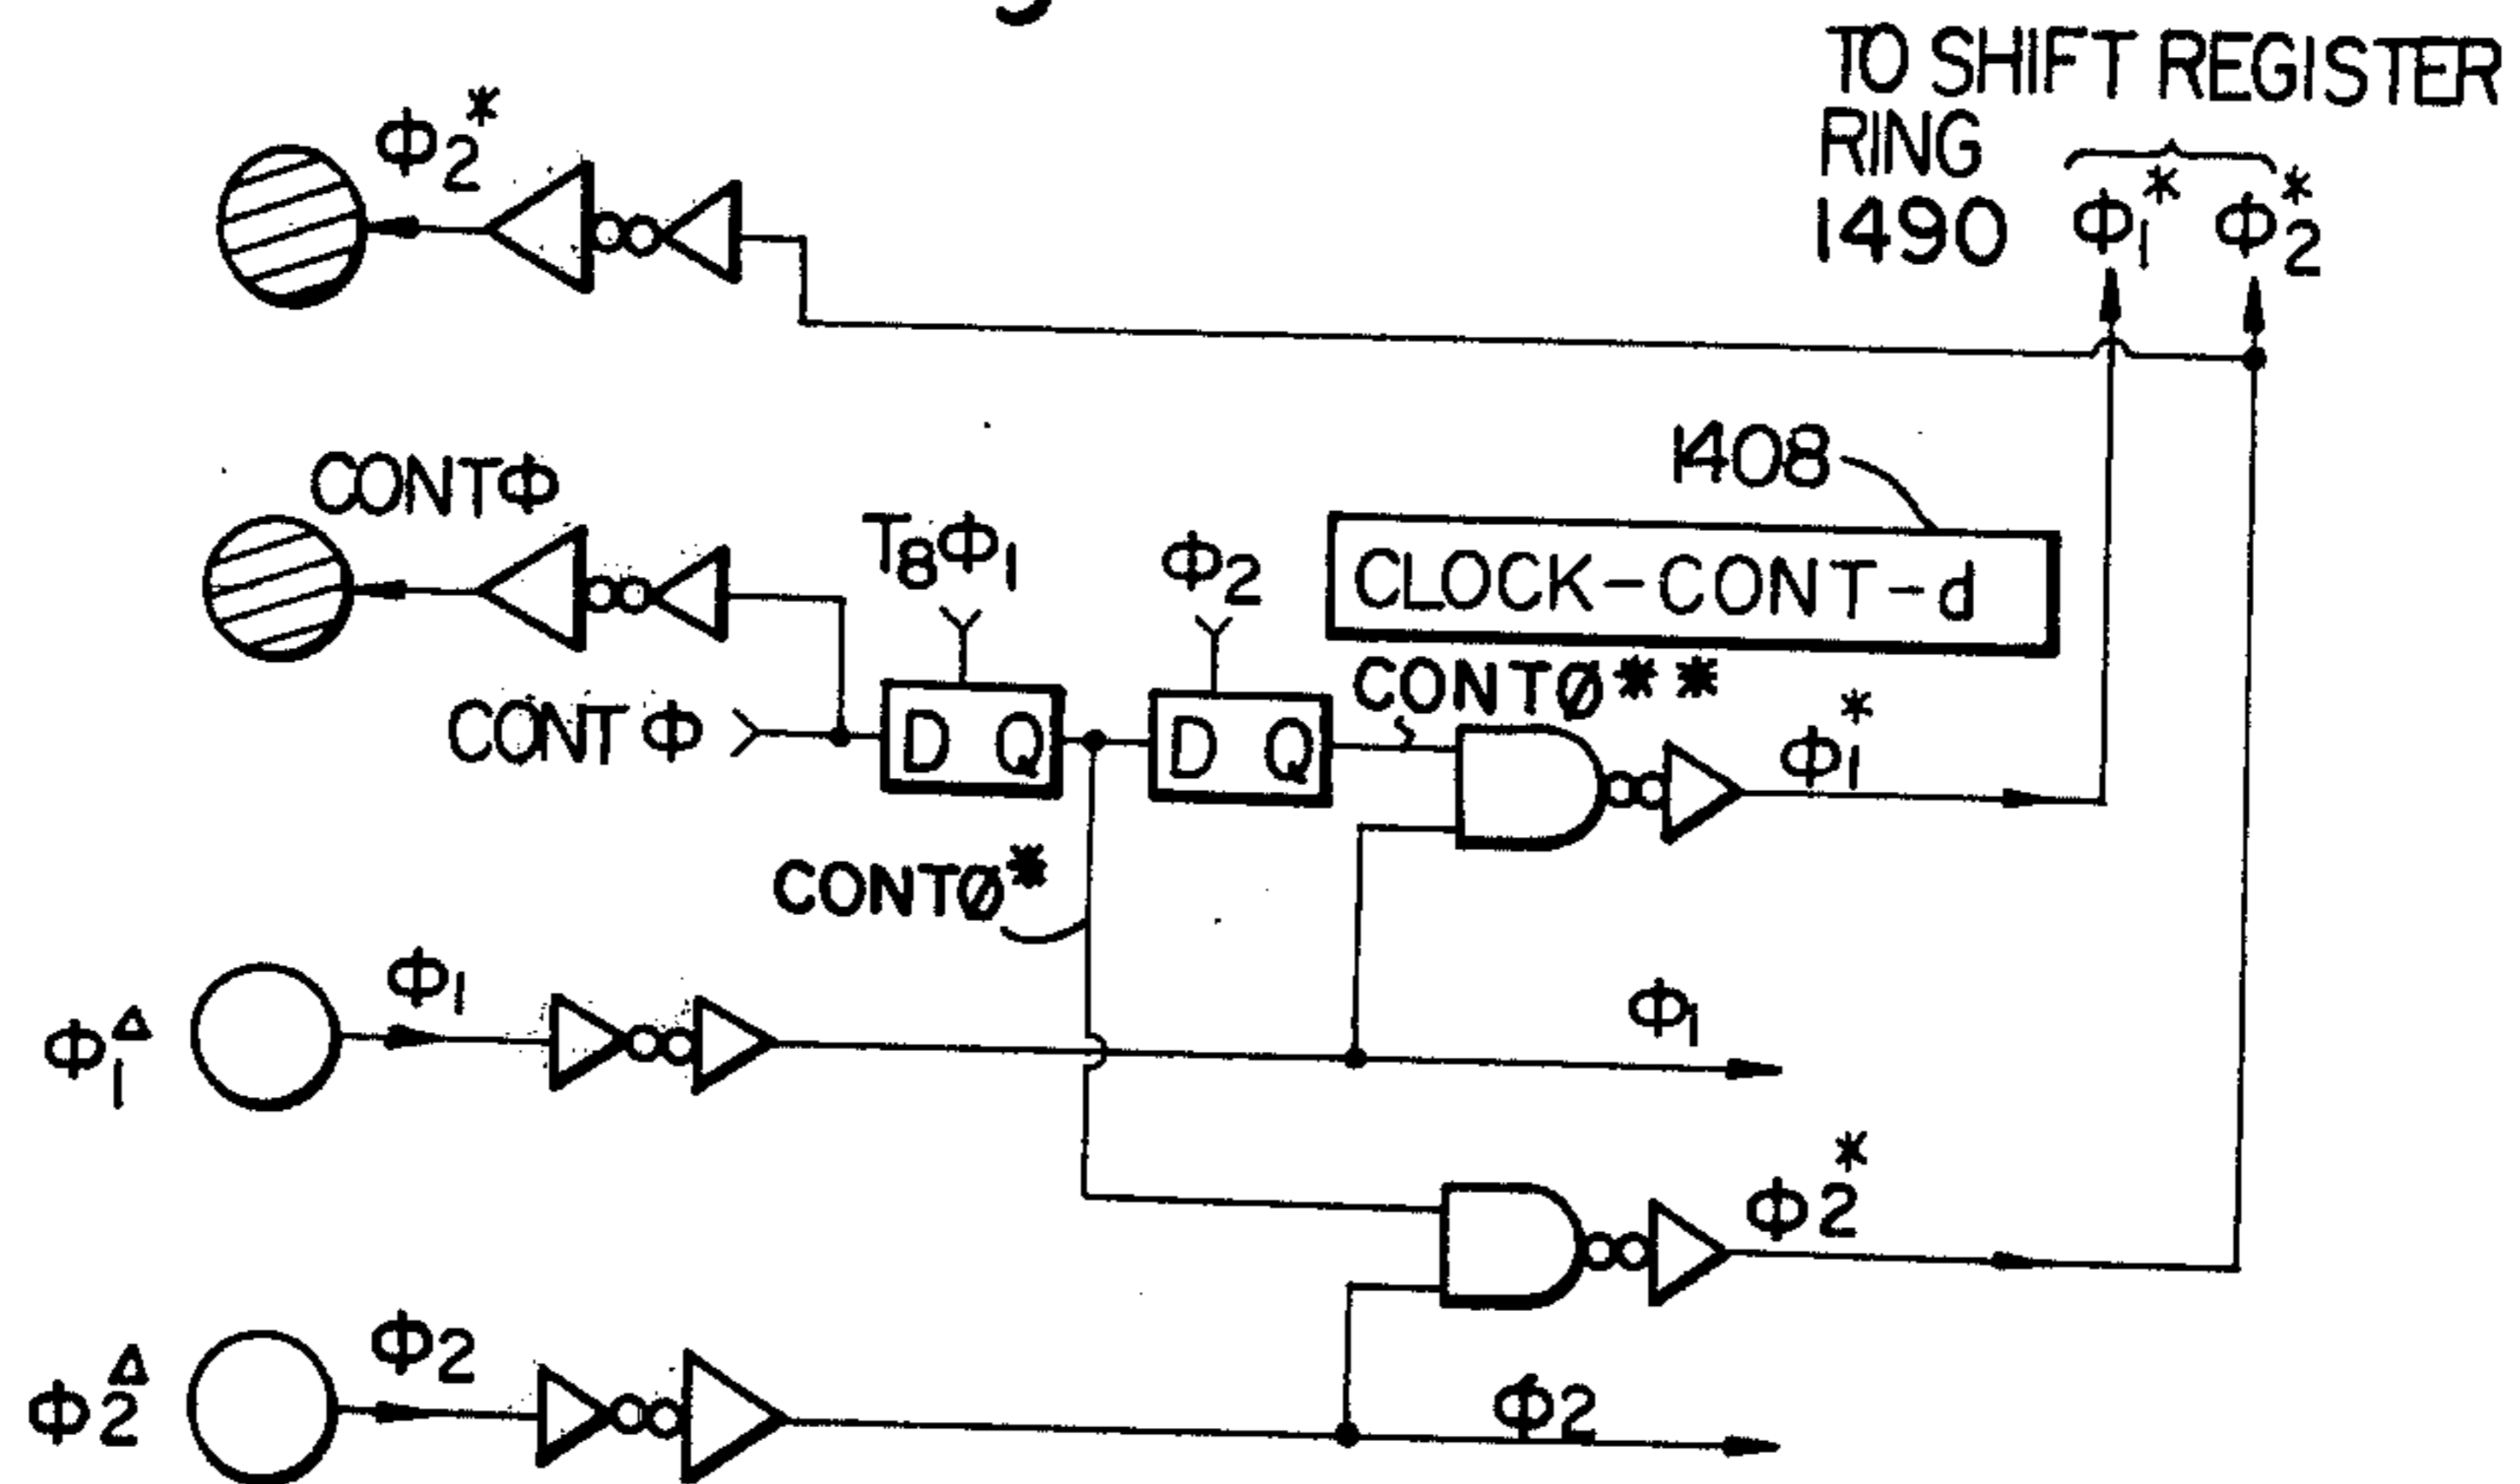 TO SHIFT REGISTER
RING
1490
Φ1* Φ2*
Φ2*
1408
CONTΦ
T8Φ1
Φ2
CLOCK-CONT-d
CONTØ**
CONTΦ
D Q
D Q
Φ1*
CONTØ*
Φ1
Φ1
Φ1Δ
Φ2*
Φ2
Φ2
Φ2Δ